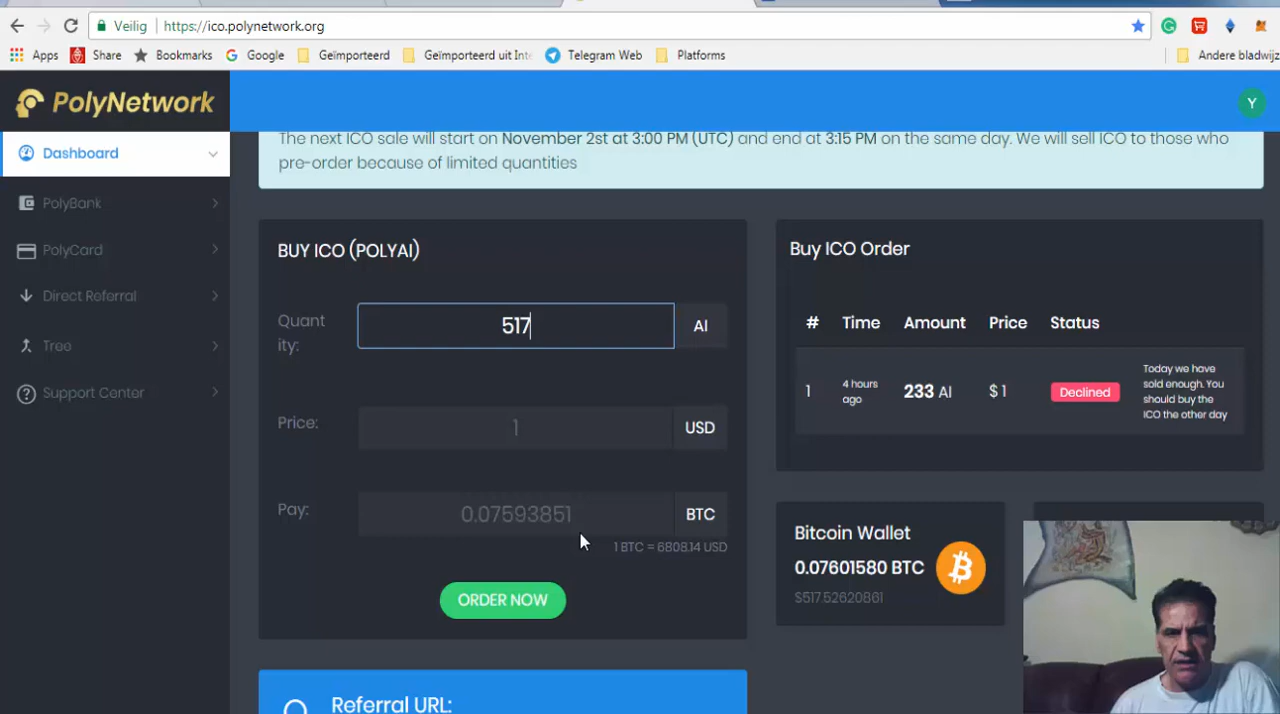 Veilig | https://ico.polynetwork.org
Apps Share Bookmarks Google Geïmporteerd Geïmporteerd uit Int Telegram Web Platforms Andere bladwijz
PolyNetwork
Y
Dashboard
PolyBank
PolyCard
Direct Referral
Tree
Support Center
The next ICO sale will start on November 2st at 3:00 PM (UTC) and end at 3:15 PM on the same day. We will sell ICO to those who
pre-order because of limited quantities
BUY ICO (POLYAI)
Quant
ity:
517
AI
Price:
1
USD
Pay:
0.07593851
BTC
1 BTC = 6808.14 USD
ORDER NOW
Referral URL:
Buy ICO Order
# Time Amount Price Status
1
4 hours
ago
233 AI
$ 1
Declined
Today we have
sold enough. You
should buy the
ICO the other day
Bitcoin Wallet
0.07601580 BTC
$517.52620861